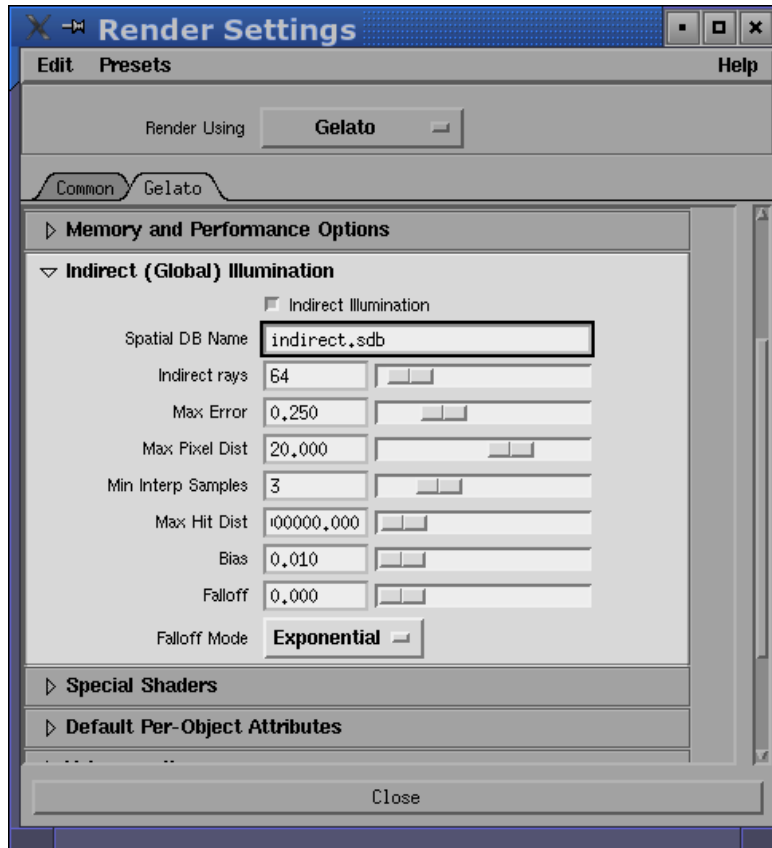 Render Settings
Edit Presets Help
Render Using Gelato
Common Gelato
Memory and Performance Options
Indirect (Global) Illumination
Indirect Illumination
Spatial DB Name indirect.sdb
Indirect rays 64
Max Error 0.250
Max Pixel Dist 20.000
Min Interp Samples 3
Max Hit Dist 00000.000
Bias 0.010
Falloff 0.000
Falloff Mode Exponential
Special Shaders
Default Per-Object Attributes
Close